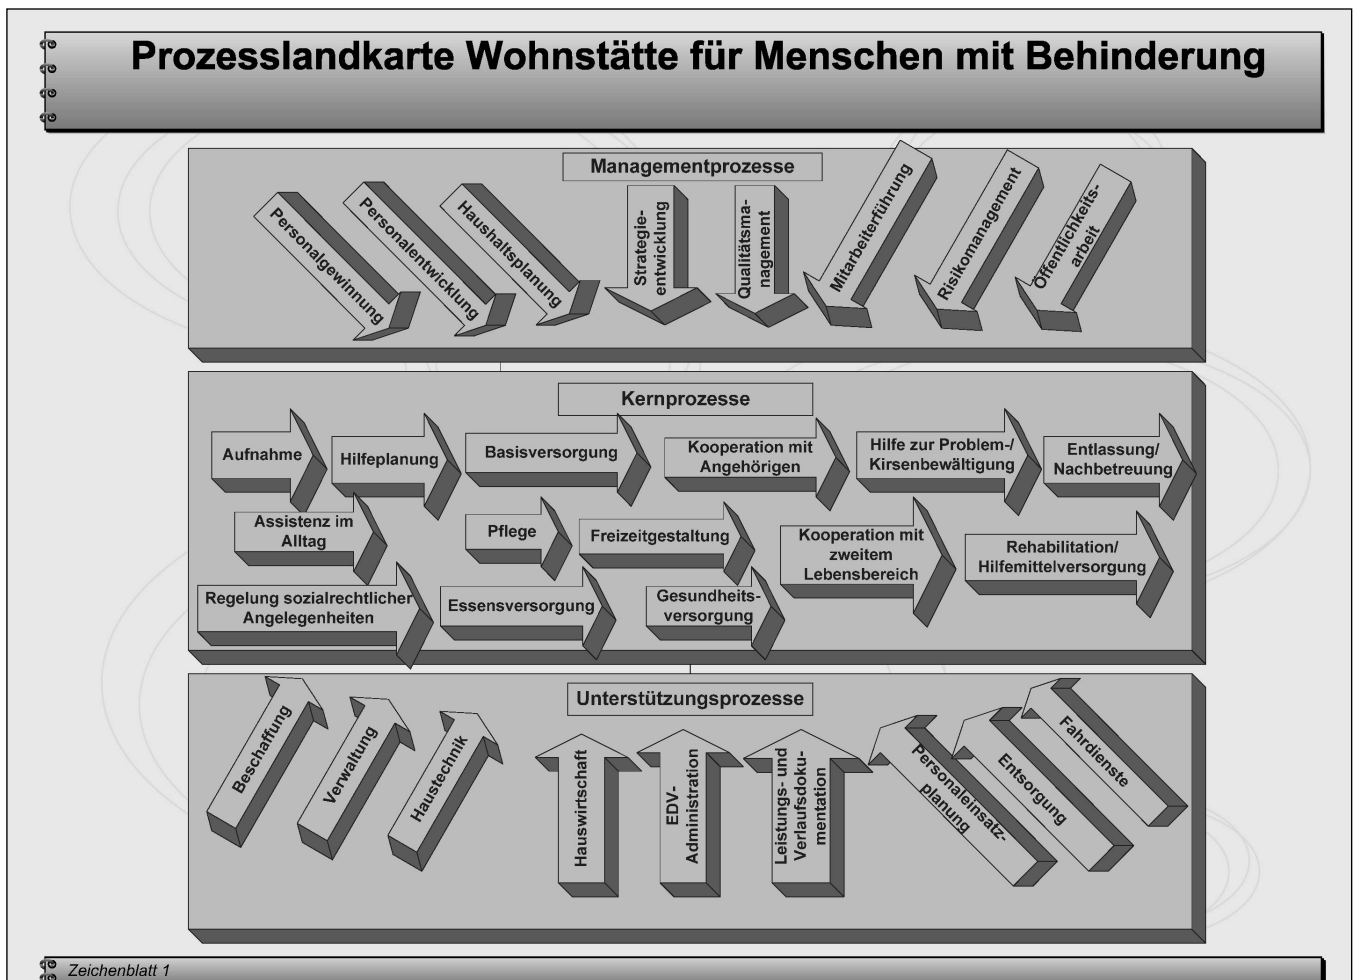 Prozesslandkarte Wohnstätte für Menschen mit Behinderung
Managementprozesse
Personalgewinnung
Personalentwicklung
Haushaltsplanung
Strategie-
entwicklung
Qualitätsma-
nagement
Mitarbeiterführung
Risikomanagement
Öffentlichkeits-
arbeit
Kernprozesse
Aufnahme
Hilfeplanung
Basisversorgung
Kooperation mit
Angehörigen
Hilfe zur Problem-/
Kirsenbewältigung
Entlassung/
Nachbetreuung
Assistenz im
Alltag
Pflege
Freizeitgestaltung
Kooperation mit
zweitem
Lebensbereich
Rehabilitation/
Hilfemittelversorgung
Regelung sozialrechtlicher
Angelegenheiten
Essensversorgung
Gesundheits-
versorgung
Unterstützungsprozesse
Beschaffung
Verwaltung
Haustechnik
Hauswirtschaft
EDV-
Administration
Leistungs- und
Verlaufsdoku-
mentation
Personaleinsatz-
planung
Entsorgung
Fahrdienste
Zeichenblatt 1